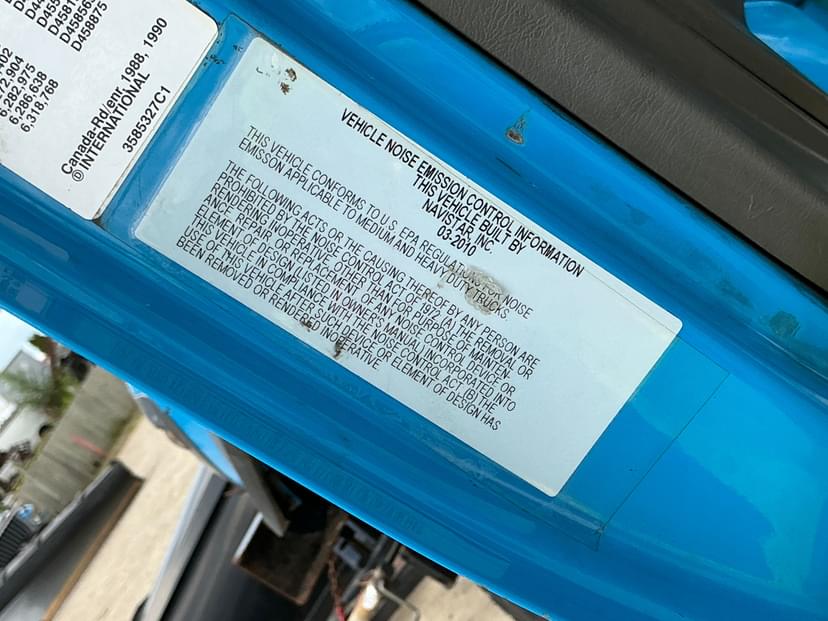 D458875
72,904
6,282,975
6,286,638
6,318,768
Canada-Rd/enr. 1988, 1990
® INTERNATIONAL
3585327C1
VEHICLE NOISE EMISSION CONTROL INFORMATION
THIS VEHICLE BUILT BY
NAVISTAR, INC.
03-2010
THIS VEHICLE CONFORMS TO U.S. EPA REGULATIONS NOISE
EMISSON APPLICABLE TO MEDIUM AND HEAVY DUTY TRUCKS
THE FOLLOWING ACTS OR THE CAUSING THEREOF BY ANY PERSON ARE
PROHIBITED BY THE NOISE CONTROL ACT OF 1972 (A) THE REMOVAL OR
RENDERING INOPERATIVE, OTHER THAN FOR PURPOSE OF MAINTEN-
ANCE, REPAIR, OR REPLACEMENT OF ANY NOISE CONTROL DEVICE OR
ELEMENT OF DESIGN (LISTED IN OWNER'S MANUAL) INCORPORATED INTO
THIS VEHICLE IN COMPLIANCE WITH THE NOISE CONTROL ACT (B) THE
USE OF THIS VEHICLE AFTER SUCH DEVICE OR ELEMENT OF DESIGN HAS
BEEN REMOVED OR RENDERED INOPERATIVE